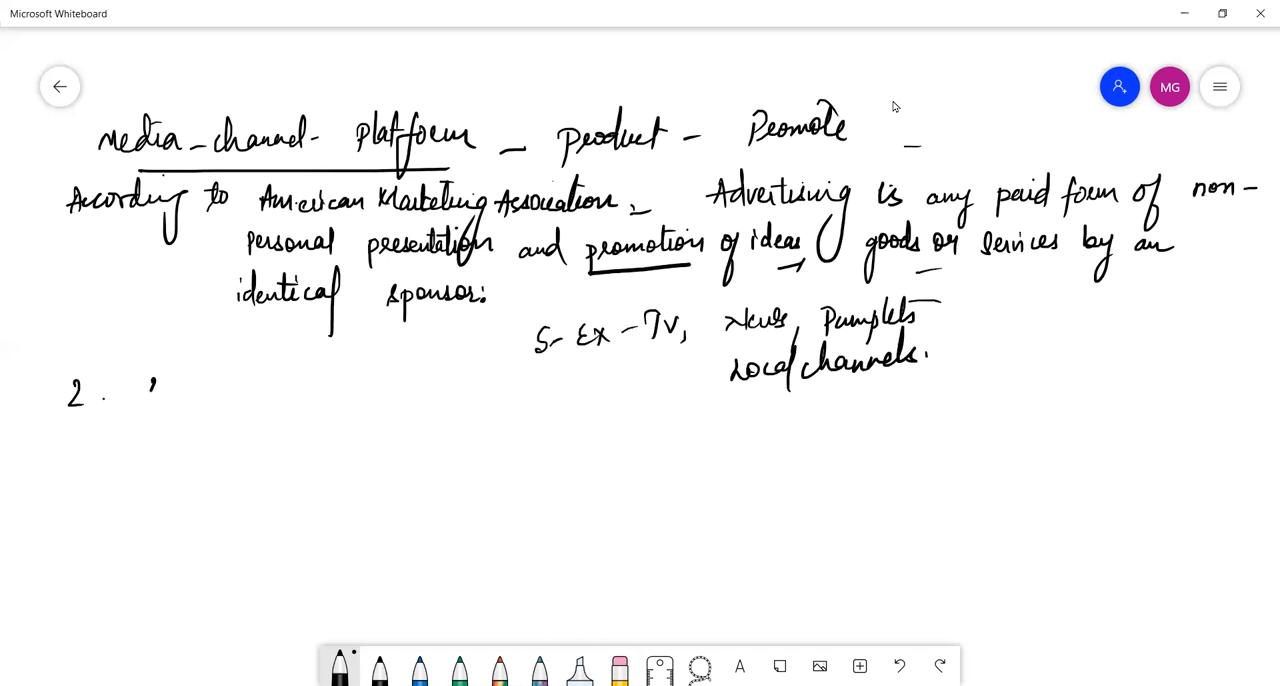 Microsoft Whiteboard
MG
Media - channel - Platform - Product - Promote -
According to American Marketing Association - Advertising is any paid form of non-
personal presentation and promotion of ideas goods or services by an
identical sponsor.
Ex - TV, News, Pumplets
Local channels.
2. '
A